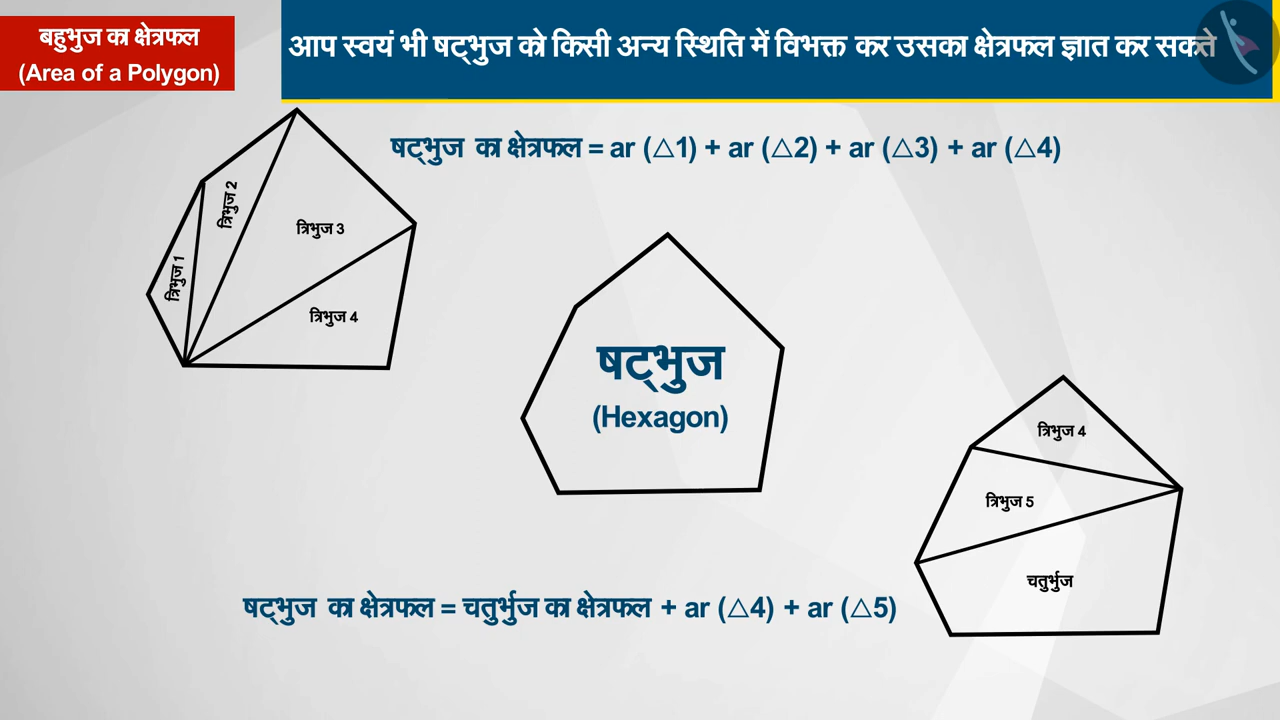 बहुभुज का क्षेत्रफल
(Area of a Polygon)
आप स्वयं भी षट्भुज को किसी अन्य स्थिति में विभक्त कर उसका क्षेत्रफल ज्ञात कर सकते
षट्भुज का क्षेत्रफल = ar (△1) + ar (△2) + ar (△3) + ar (△4)
त्रिभुज 1
त्रिभुज 2
त्रिभुज 3
त्रिभुज 4
षट्भुज
(Hexagon)
त्रिभुज 4
त्रिभुज 5
चतुर्भुज
षट्भुज का क्षेत्रफल = चतुर्भुज का क्षेत्रफल + ar (△4) + ar (△5)